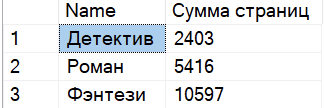 Name Сумма страниц
1 Детектив 2403
2 Роман 5416
3 Фэнтези 10597